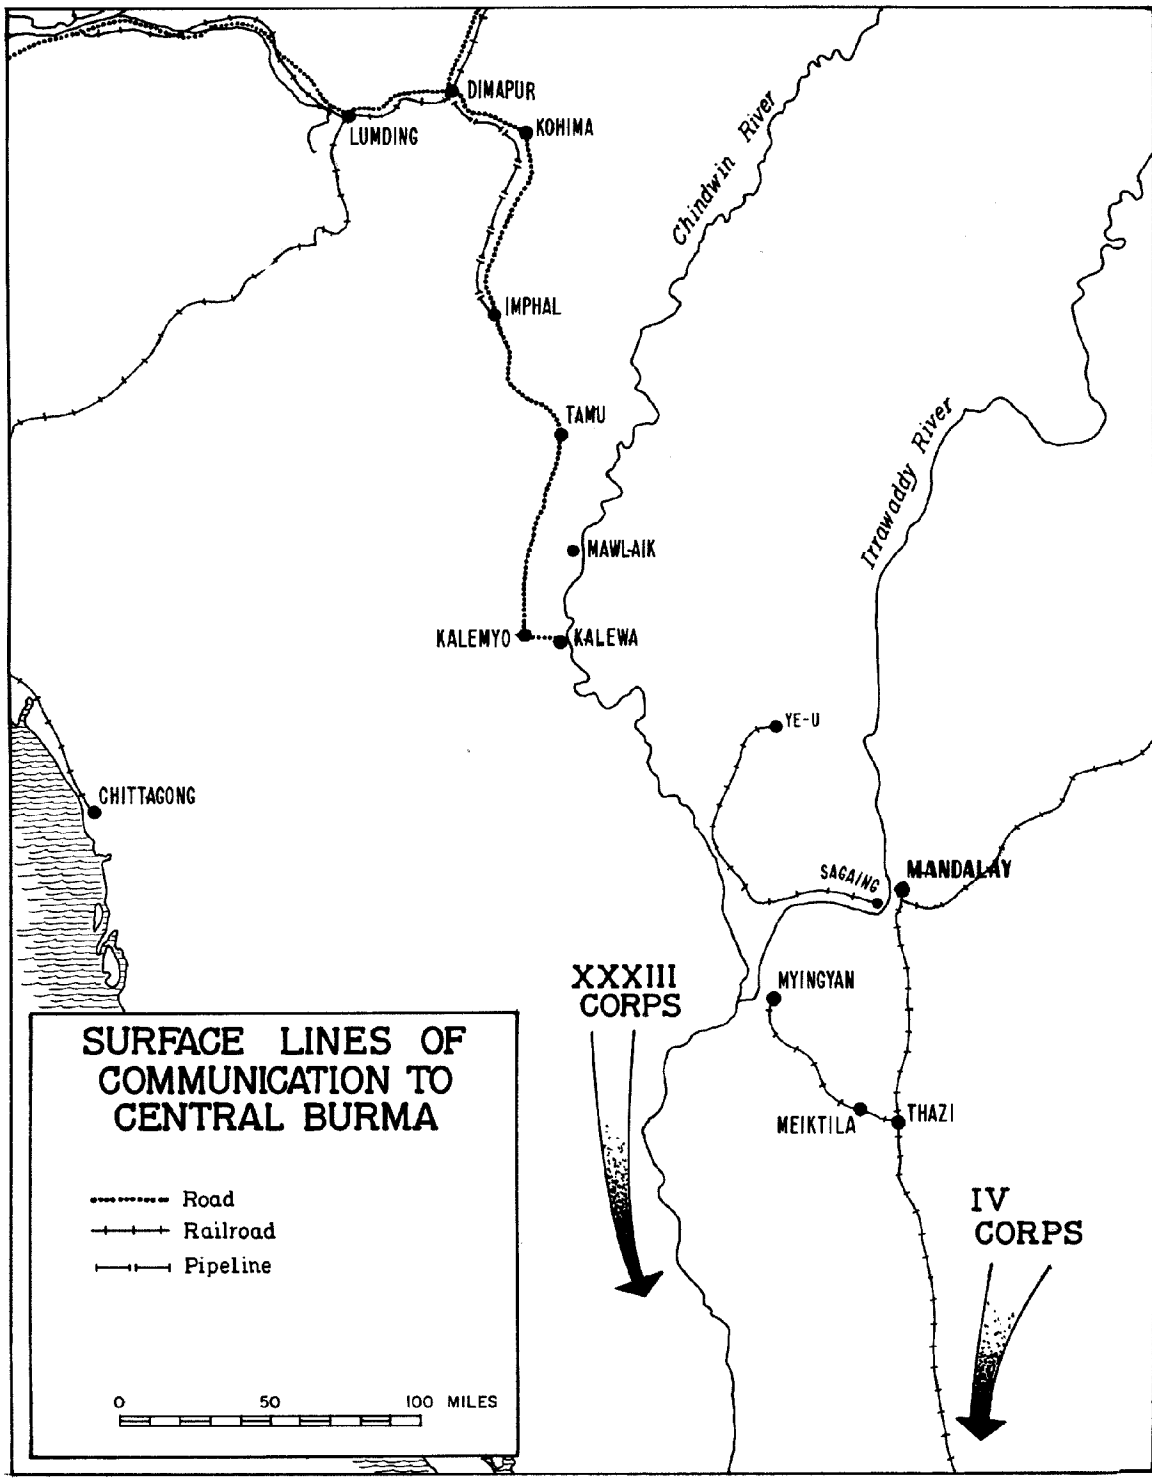 DIMAPUR
KOHIMA
LUMDING
Chindwin River
IMPHAL
TAMU
Irrawaddy River
MAWLAIK
KALEMYO
KALEWA
YE-U
CHITTAGONG
SAGAING
MANDALAY
XXXIII
CORPS
MYINGYAN
MEIKTILA
THAZI
IV
CORPS
SURFACE LINES OF
COMMUNICATION TO
CENTRAL BURMA
Road
Railroad
Pipeline
0 50 100 MILES